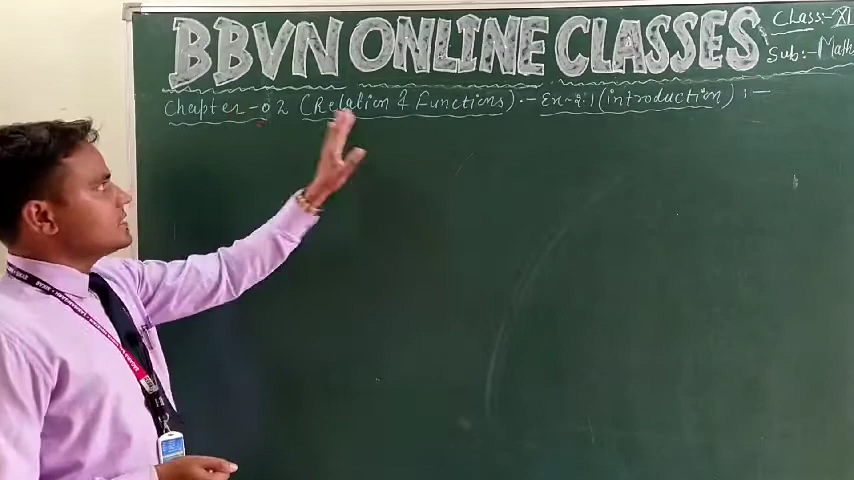 BBVN ONLINE CLASSES
Class:- XI
Sub:- Math
Chapter-02 (Relation & Functions).- Ex-2.1 (introduction) :-